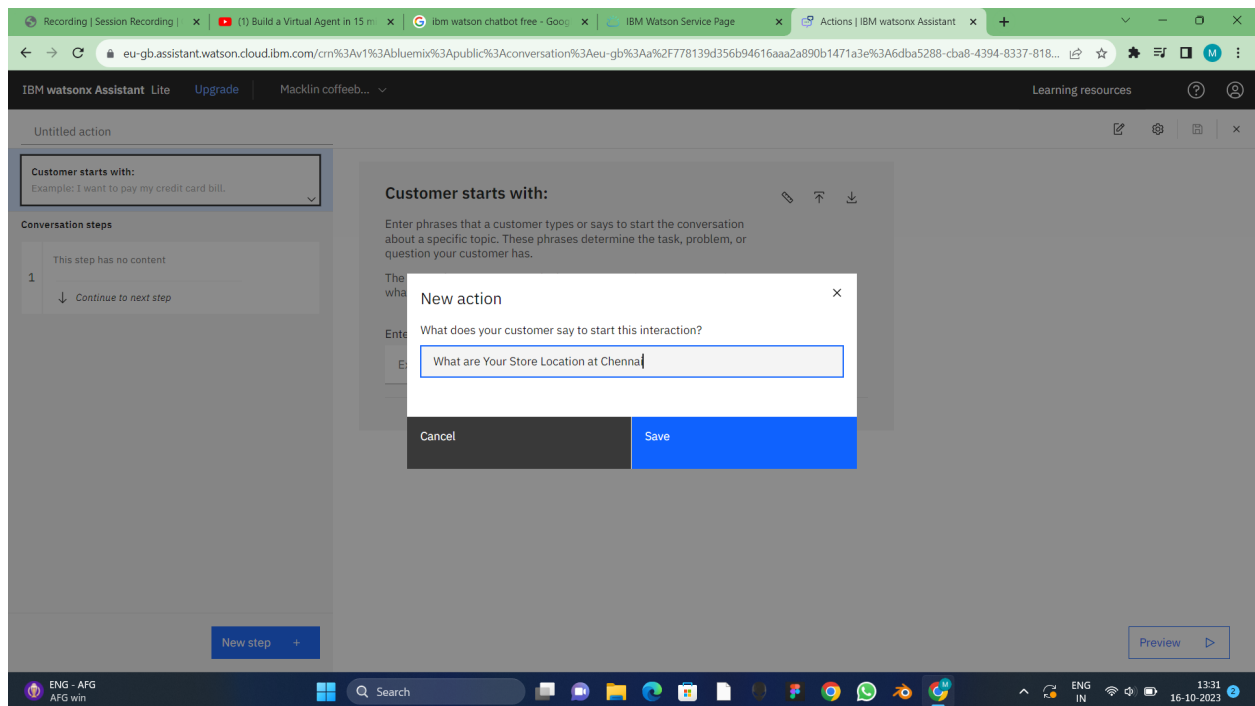 Recording | Session Recording |
(1) Build a Virtual Agent in 15 m
ibm watson chatbot free - Goog
IBM Watson Service Page
Actions | IBM watsonx Assistant
eu-gb.assistant.watson.cloud.ibm.com/crn%3Av1%3Abluemix%3Apublic%3Aconversation%3Aeu-gb%3Aa%2F778139d356b94616aaa2a890b1471a3e%3A6dba5288-cba8-4394-8337-818...
M
IBM watsonx Assistant Lite
Upgrade
Macklin coffeeb...
Learning resources
Untitled action
Customer starts with:
Example: I want to pay my credit card bill.
Conversation steps
This step has no content
1
Continue to next step
Customer starts with:
Enter phrases that a customer types or says to start the conversation
about a specific topic. These phrases determine the task, problem, or
question your customer has.
The
wha
Ente
New action
What does your customer say to start this interaction?
What are Your Store Location at Chennai
Cancel
Save
New step +
Preview
ENG - AFG
AFG win
Search
ENG
IN
13:31
16-10-2023
2